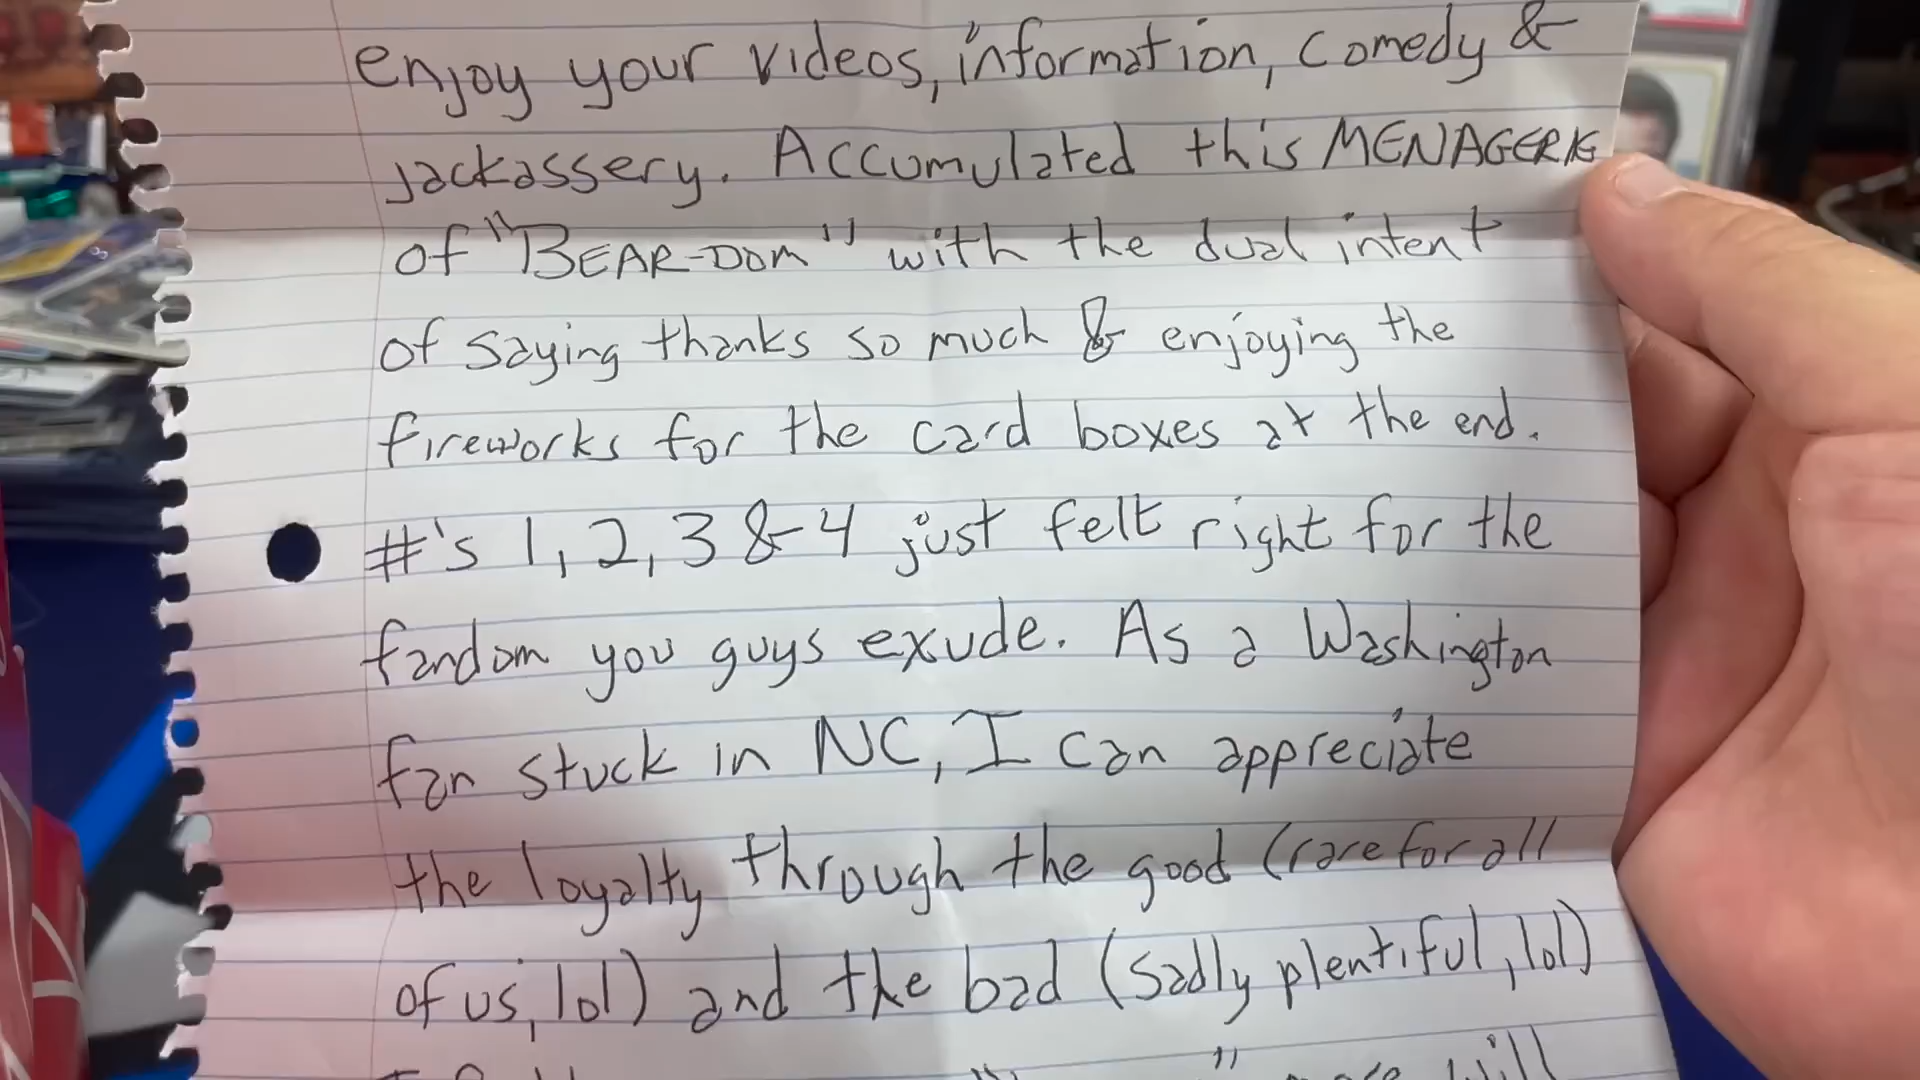 enjoy your videos, information, comedy &
jackassery. Accumulated this MENAGERIE
of "BEAR-DOM" with the dual intent
of saying thanks so much & enjoying the
fireworks for the card boxes at the end.
#'s 1, 2, 3 & 4 just felt right for the
fandom you guys exude. As a Washington
fan stuck in NC, I can appreciate
the loyalty through the good (rare for all
of us, lol) and the bad (sadly plentiful, lol)
will